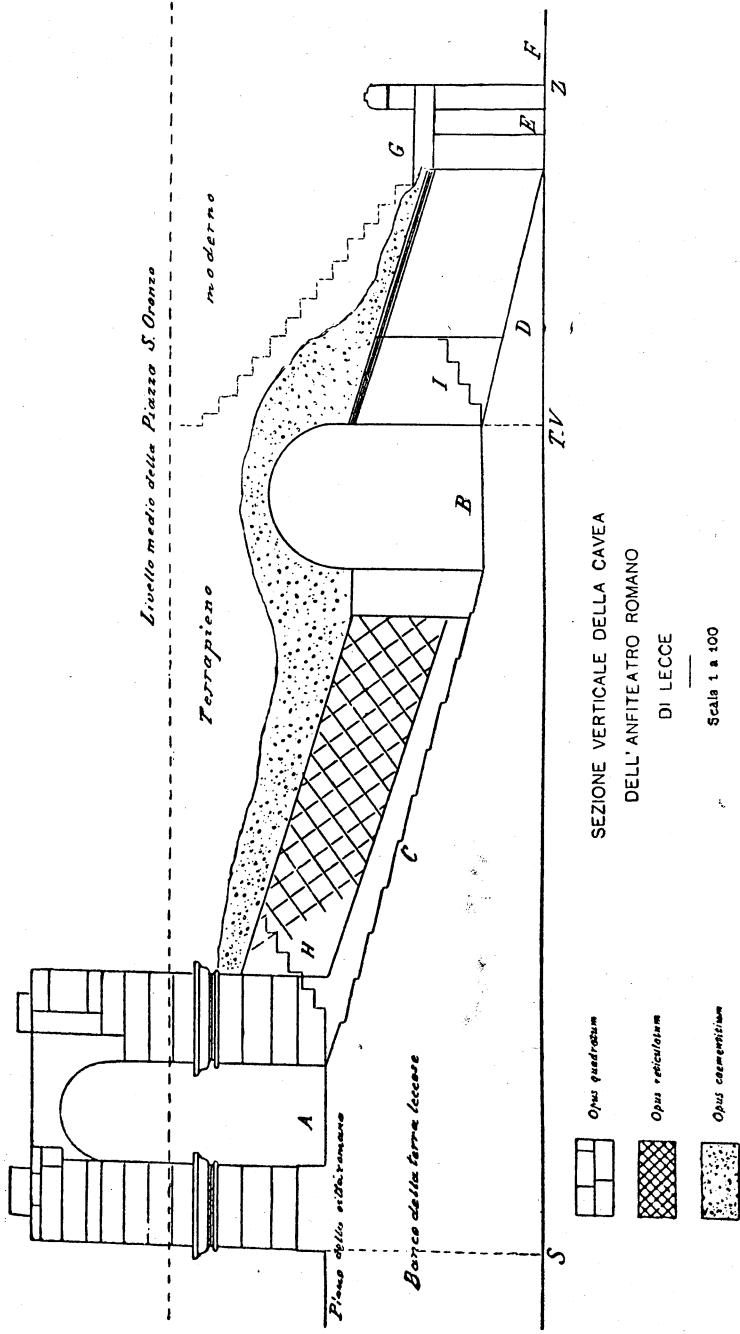 Livello medio della Piazza S. Oronzo
Terrapieno
moderno
G
F
E
Z
I
D
B
T.V
C
H
A
Piano della città romana
Banco della terra leccese
S
SEZIONE VERTICALE DELLA CAVEA
DELL'ANFITEATRO ROMANO
DI LECCE
Scala 1 a 100
Opus quadratum
Opus reticulatum
Opus caementitium